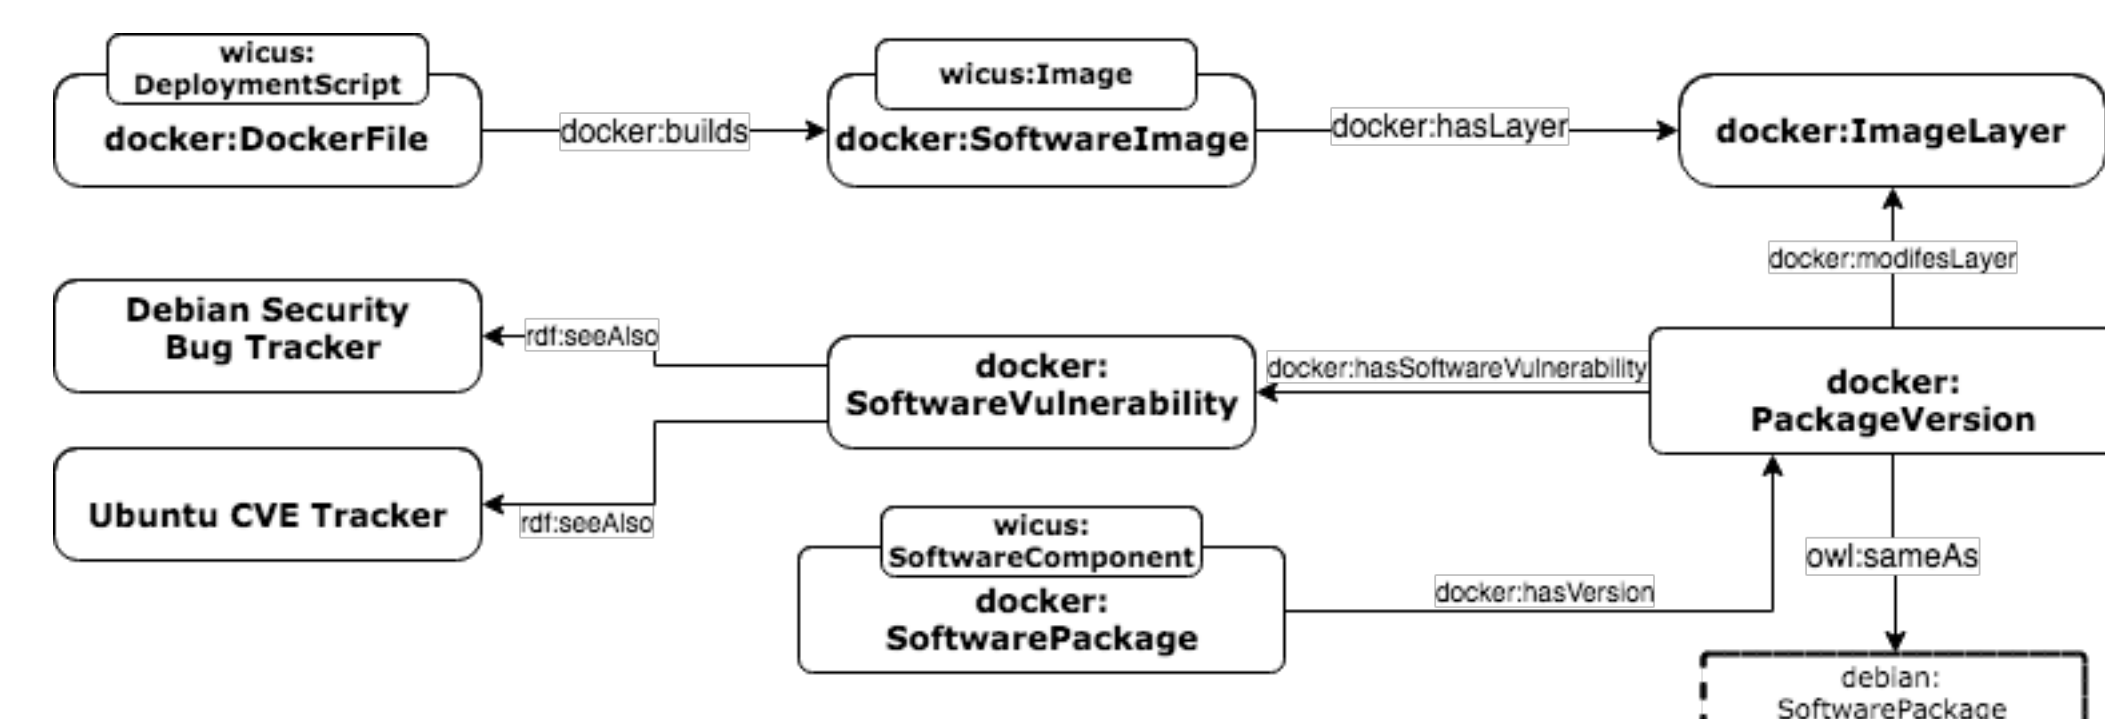 wicus:
DeploymentScript
docker:DockerFile
docker:builds
wicus:Image
docker:SoftwareImage
docker:hasLayer
docker:ImageLayer
docker:modifesLayer
Debian Security
Bug Tracker
rdf:seeAlso
docker:
SoftwareVulnerability
docker:hasSoftwareVulnerability
docker:
PackageVersion
Ubuntu CVE Tracker
rdf:seeAlso
wicus:
SoftwareComponent
docker:
SoftwarePackage
docker:hasVersion
owl:sameAs
debian:
SoftwarePackage